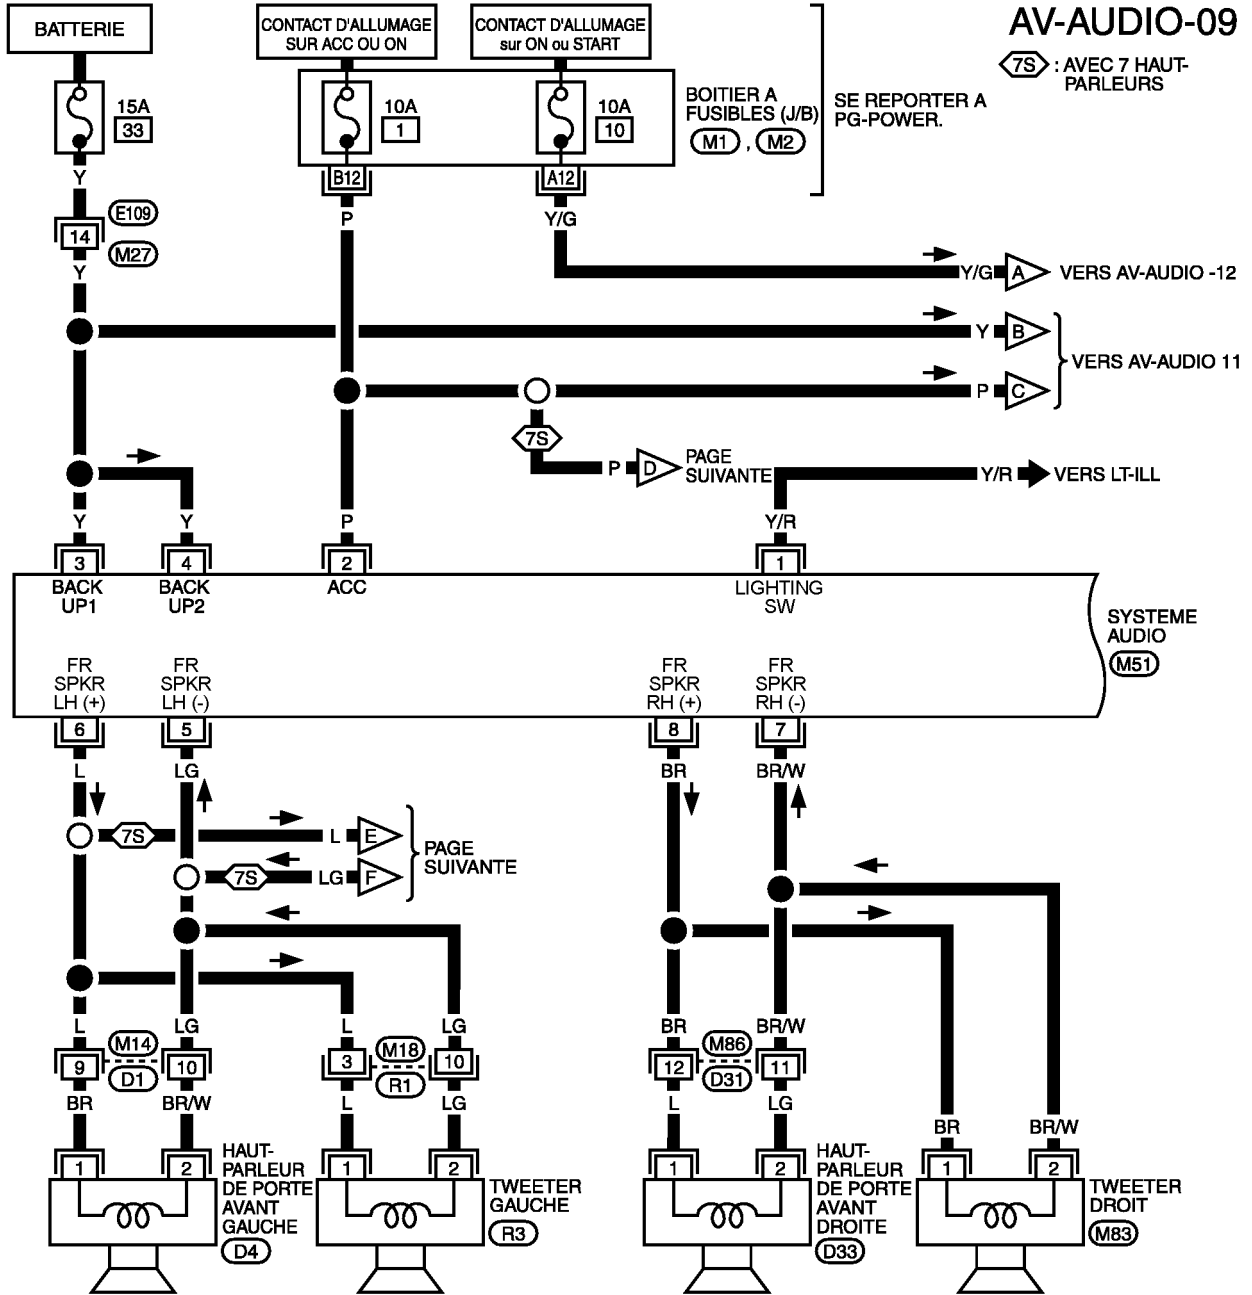 AV-AUDIO-09
7S : AVEC 7 HAUT-
PARLEURS
BATTERIE
CONTACT D'ALLUMAGE
SUR ACC OU ON
CONTACT D'ALLUMAGE
sur ON ou START
15A
33
10A
1
10A
10
BOITIER A
FUSIBLES (J/B)
M1 , M2
SE REPORTER A
PG-POWER.
B12
A12
Y
P
Y/G
E109
14
M27
Y
Y/G
A
VERS AV-AUDIO -12
Y
B
VERS AV-AUDIO 11
P
C
7S
P
D
PAGE
SUIVANTE
Y/R
VERS LT-ILL
Y
Y
P
Y/R
3
4
2
1
BACK
UP1
BACK
UP2
ACC
LIGHTING
SW
SYSTEME
AUDIO
M51
FR
SPKR
LH (+)
FR
SPKR
LH (-)
FR
SPKR
RH (+)
FR
SPKR
RH (-)
6
5
8
7
L
LG
BR
BR/W
7S
L
E
7S
LG
F
PAGE
SUIVANTE
L
LG
L
LG
BR
BR/W
9
M14
D1
10
3
M18
R1
10
12
M86
D31
11
BR
BR/W
L
LG
L
LG
BR
BR/W
1
2
1
2
1
2
1
2
HAUT-
PARLEUR
DE PORTE
AVANT
GAUCHE
D4
TWEETER
GAUCHE
R3
HAUT-
PARLEUR
DE PORTE
AVANT
DROITE
D33
TWEETER
DROIT
M83